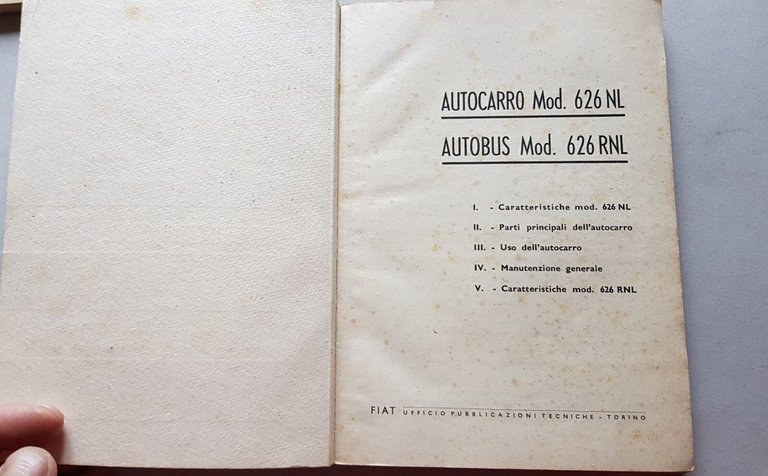 AUTOCARRO Mod. 626 NL
AUTOBUS Mod. 626 RNL
I. - Caratteristiche mod. 626 NL
II. - Parti principali dell'autocarro
III. - Uso dell'autocarro
IV. - Manutenzione generale
V. - Caratteristiche mod. 626 RNL
FIAT UFFICIO PUBBLICAZIONI TECNICHE - TORINO